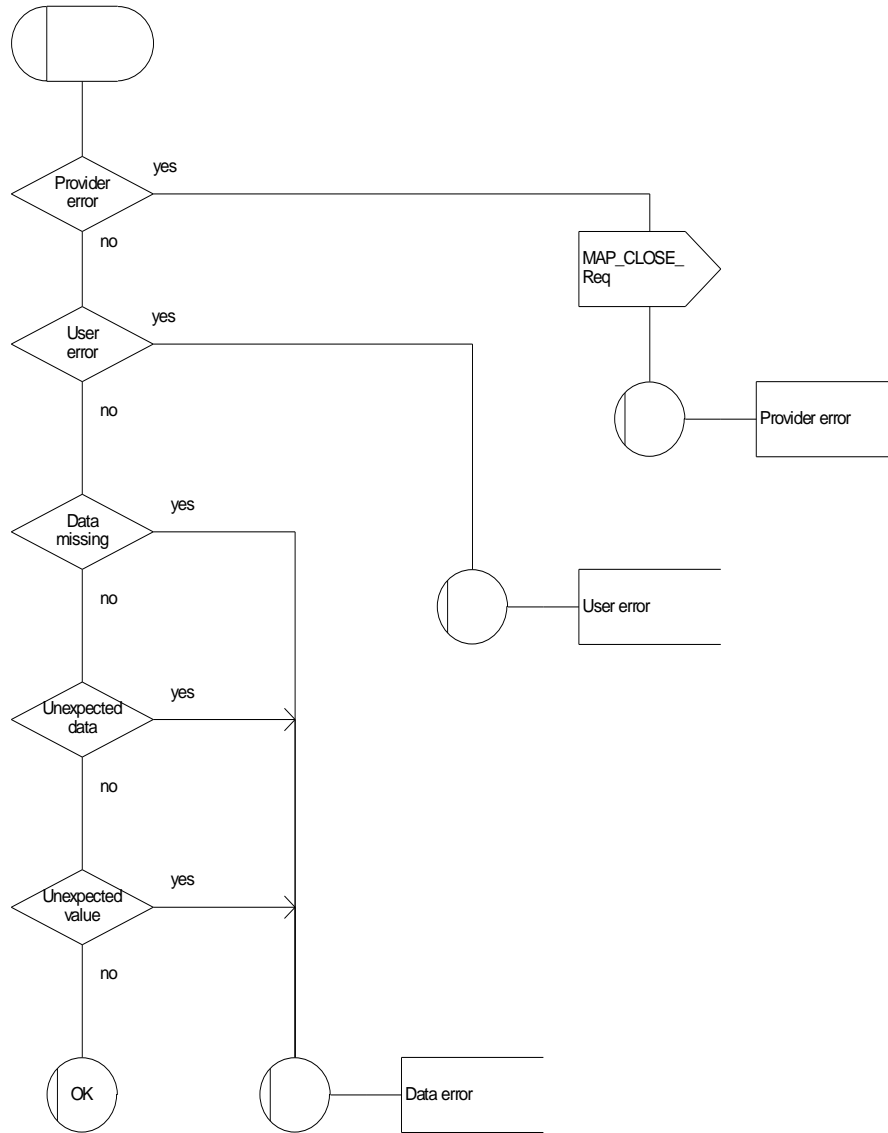 yes
Provider
error
no
MAP_CLOSE_
Req
yes
User
error
no
Provider error
yes
Data
missing
no
User error
yes
Unexpected
data
no
yes
Unexpected
value
no
OK
Data error